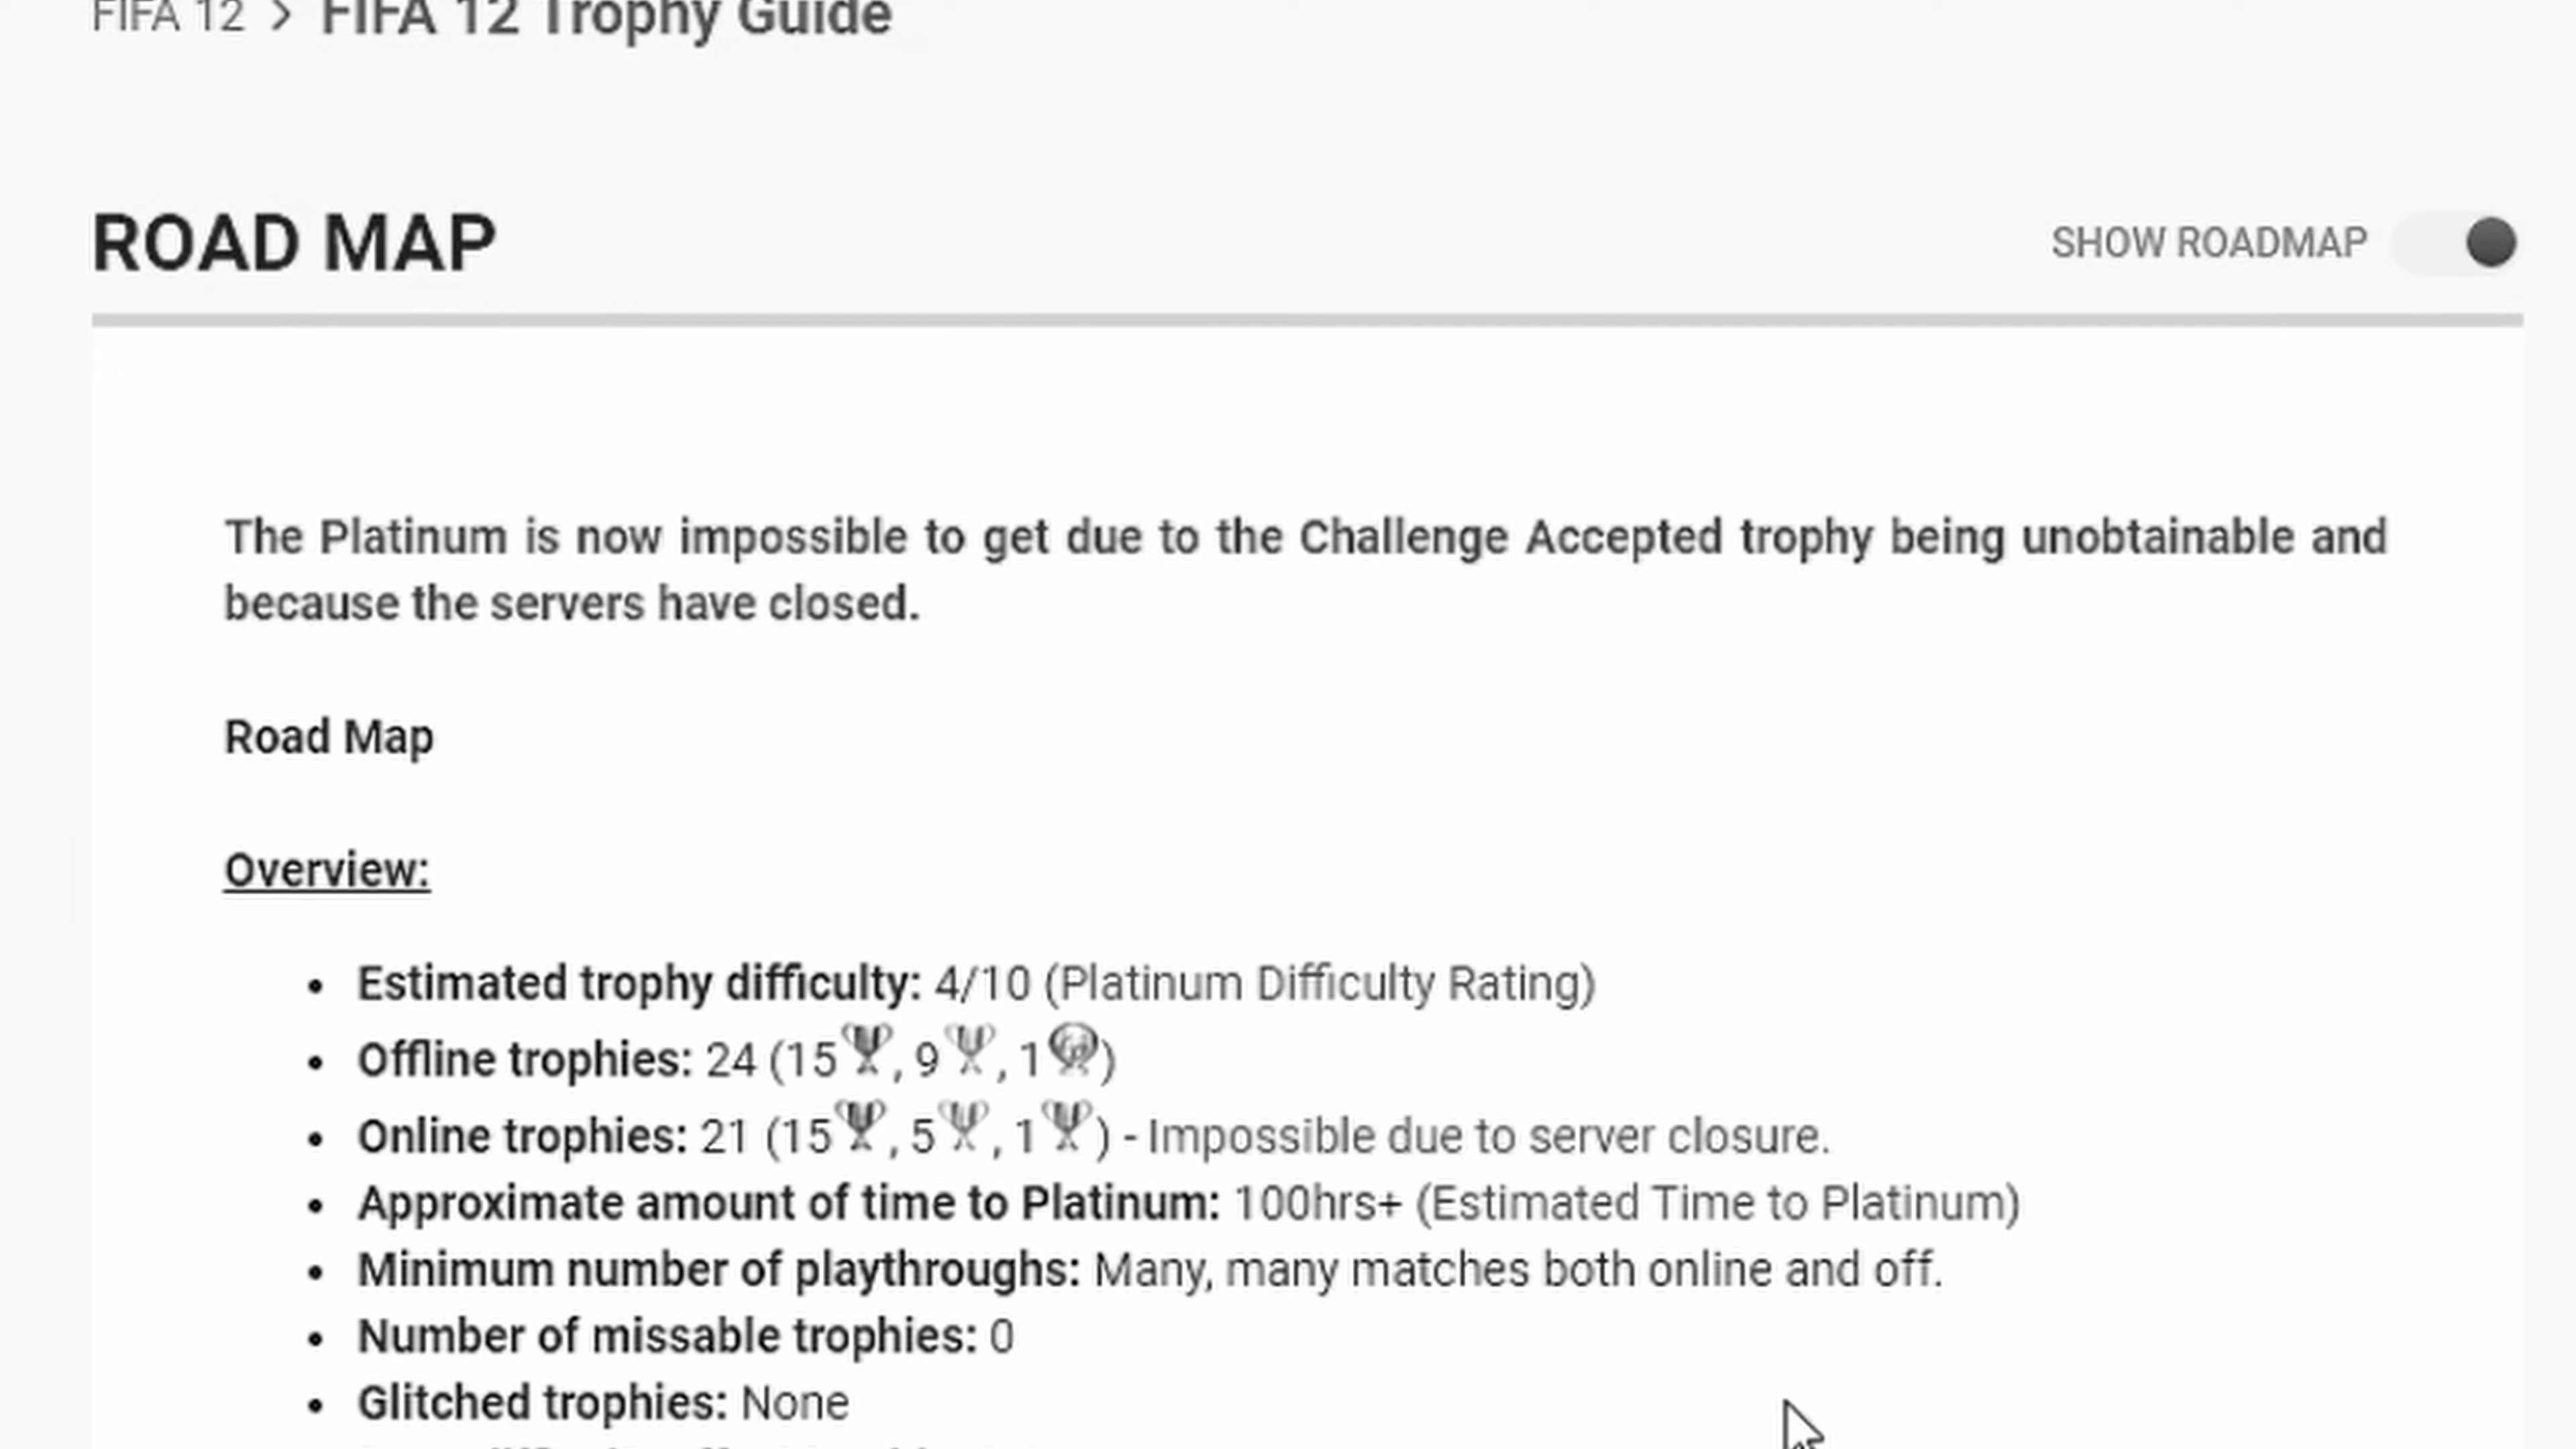 FIFA 12 > FIFA 12 Trophy Guide
ROAD MAP
SHOW ROADMAP
The Platinum is now impossible to get due to the Challenge Accepted trophy being unobtainable and
because the servers have closed.
Road Map
Overview:
• Estimated trophy difficulty: 4/10 (Platinum Difficulty Rating)
• Offline trophies: 24 (15, 9, 1)
• Online trophies: 21 (15, 5, 1) - Impossible due to server closure.
• Approximate amount of time to Platinum: 100hrs+ (Estimated Time to Platinum)
• Minimum number of playthroughs: Many, many matches both online and off.
• Number of missable trophies: 0
• Glitched trophies: None